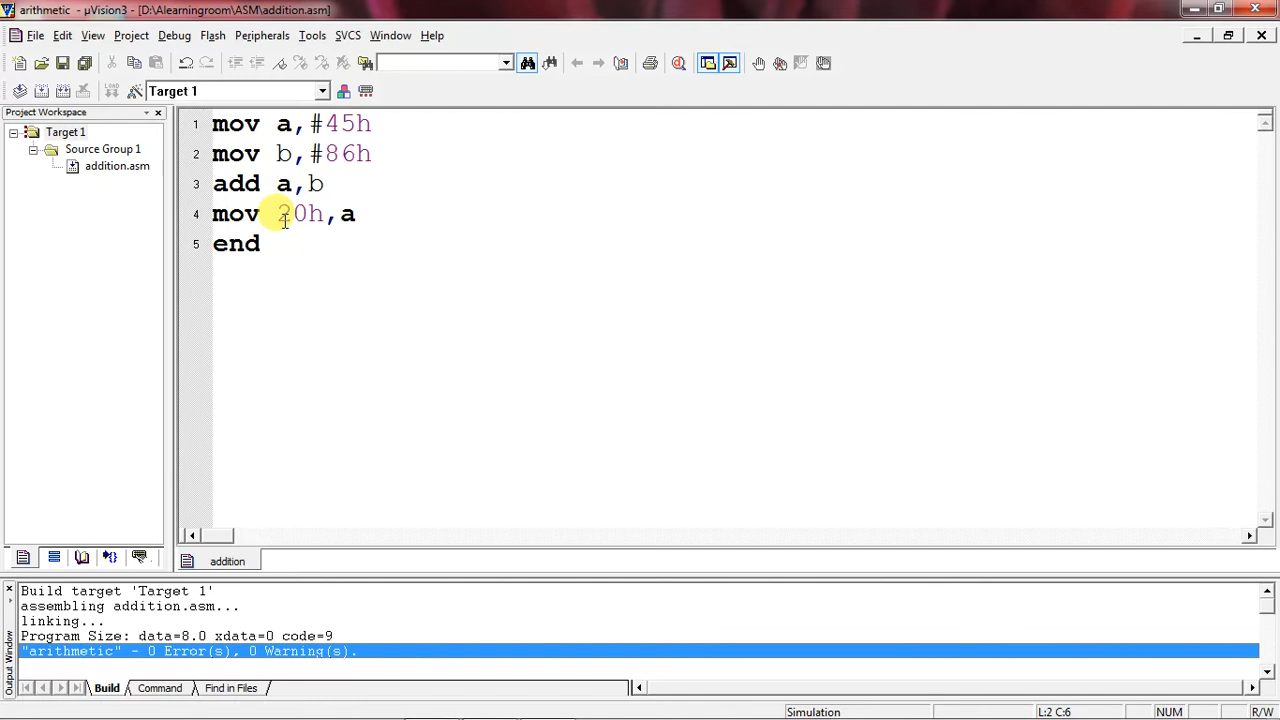 arithmetic - µVision3 - [D:\Alearningroom\ASM\addition.asm]
File Edit View Project Debug Flash Peripherals Tools SVCS Window Help
LOAD Target 1
Project Workspace
Target 1
Source Group 1
addition.asm
1 mov a,#45h
2 mov b,#86h
3 add a,b
4 mov 20h,a
5 end
addition
Build target 'Target 1'
assembling addition.asm...
linking...
Program Size: data=8.0 xdata=0 code=9
"arithmetic" - 0 Error(s), 0 Warning(s).
Output Window
Build Command Find in Files
Simulation L:2 C:6 NUM R/W